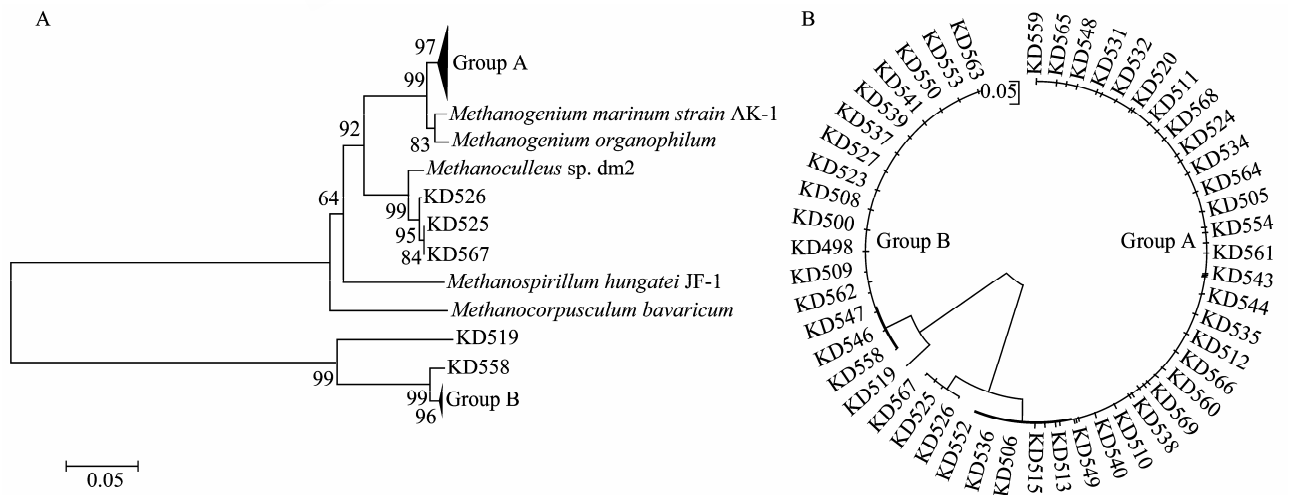 A
97
Group A
99
Methanogenium marinum strain ΛK-1
92
83
Methanogenium organophilum
Methanoculleus sp. dm2
64
KD526
99
KD525
95
84
KD567
Methanospirillum hungatei JF-1
Methanocorpusculum bavaricum
KD519
99
KD558
99
Group B
96
0.05
B
0.05
KD559
KD565
KD548
KD531
KD532
KD520
KD511
KD568
KD524
KD534
KD564
KD505
KD554
KD561
KD543
KD544
KD535
KD512
KD566
KD560
KD569
KD538
KD510
KD540
KD549
KD513
KD515
KD506
KD536
KD552
KD526
KD525
KD567
KD519
KD558
KD546
KD547
KD562
KD509
KD498
KD500
KD508
KD523
KD527
KD537
KD539
KD541
KD550
KD553
KD563
Group B
Group A